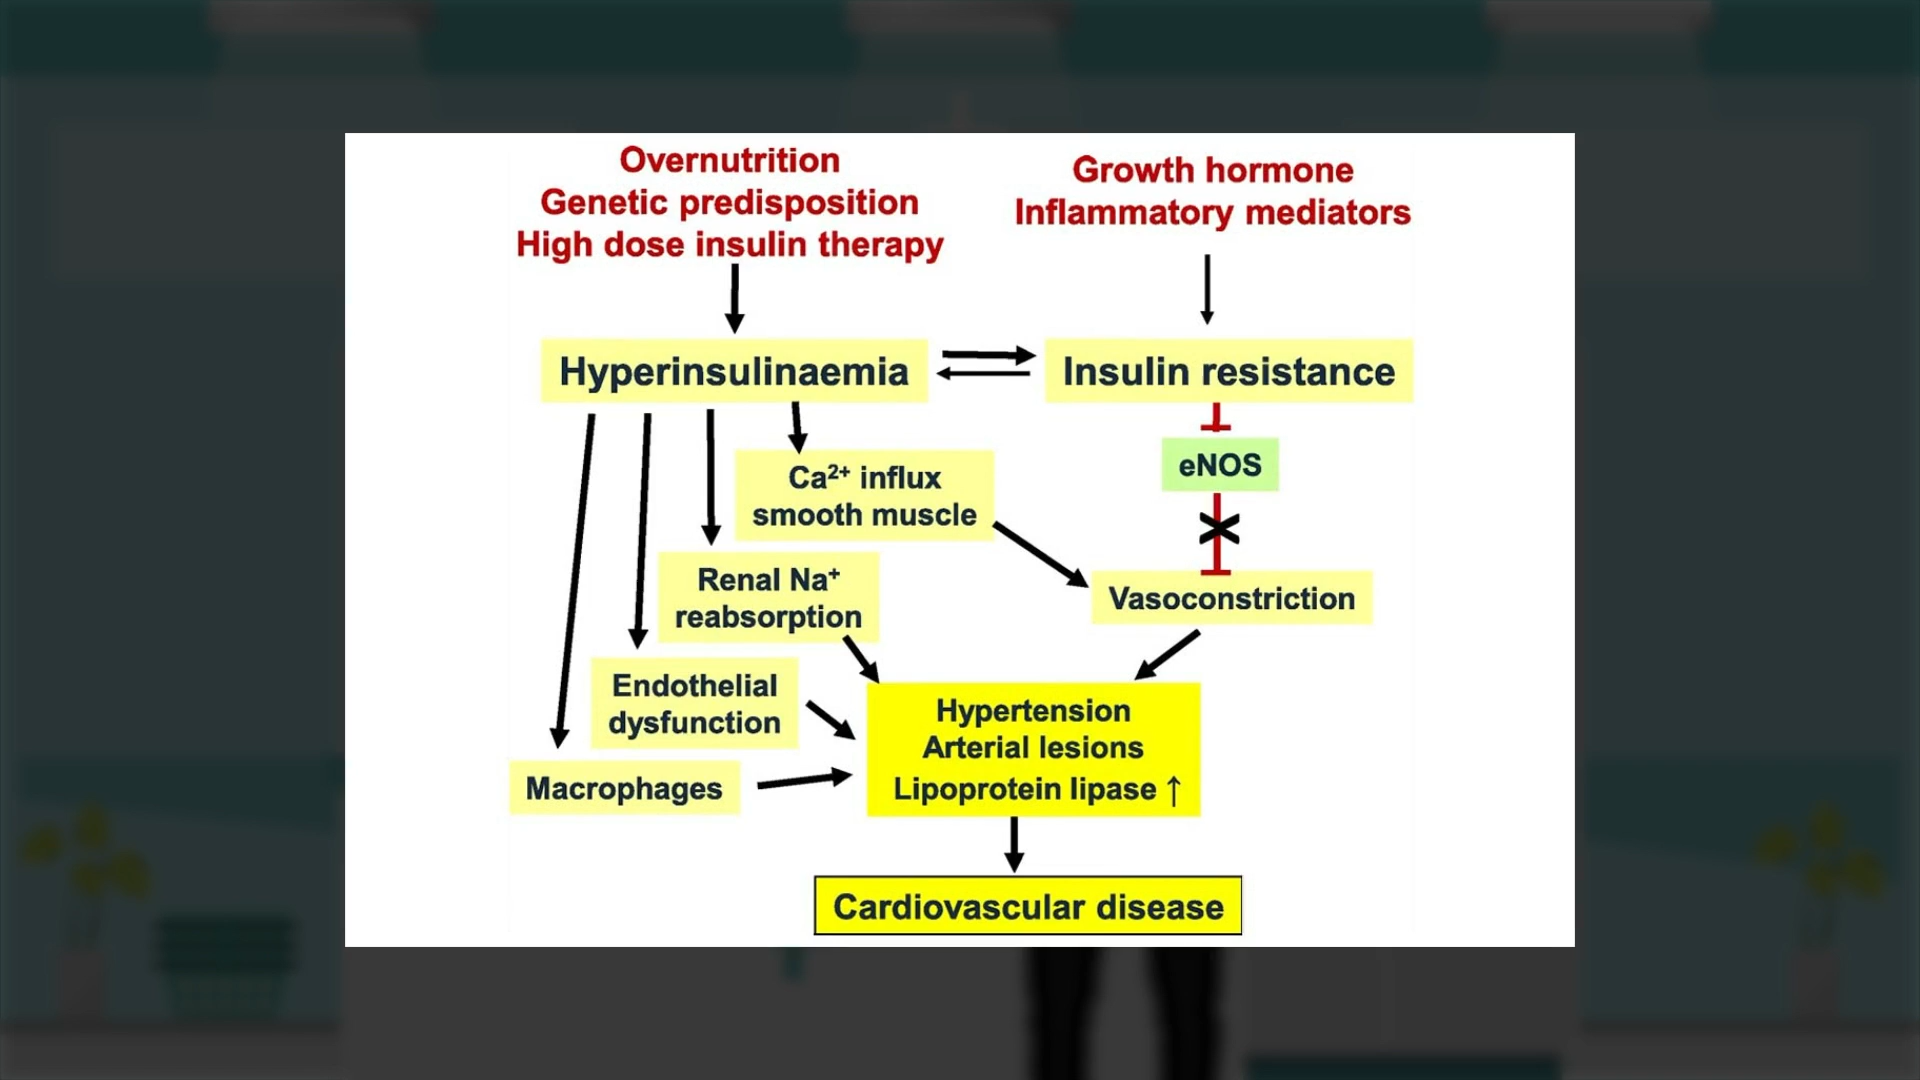 Overnutrition
Genetic predisposition
High dose insulin therapy
Growth hormone
Inflammatory mediators
Hyperinsulinaemia
Insulin resistance
eNOS
Ca²⁺ influx
smooth muscle
Renal Na⁺
reabsorption
Vasoconstriction
Endothelial
dysfunction
Macrophages
Hypertension
Arterial lesions
Lipoprotein lipase ↑
Cardiovascular disease